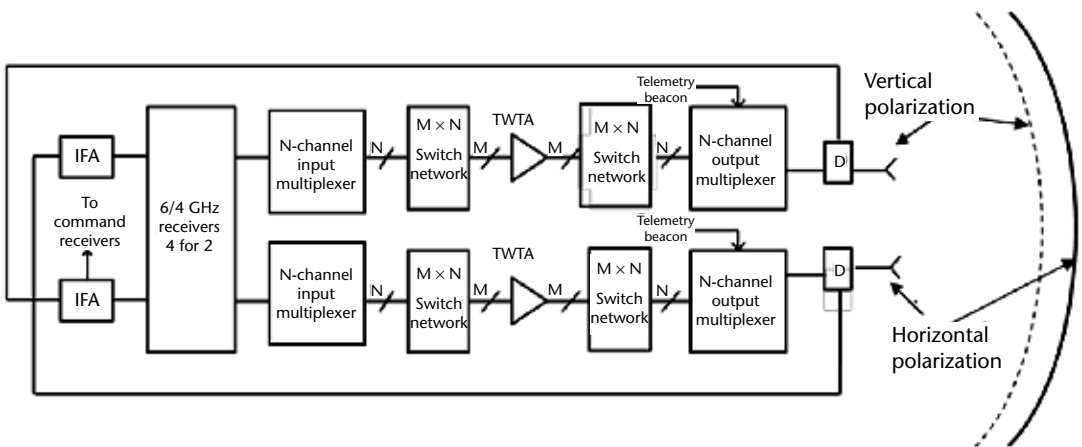 Telemetry
beacon
Vertical
polarization
IFA
To
command
receivers
IFA
6/4 GHz
receivers
4 for 2
N-channel
input
multiplexer
N
M × N
Switch
network
M
TWTA
M
M × N
Switch
network
N
N-channel
output
multiplexer
D
Telemetry
beacon
N-channel
input
multiplexer
N
M × N
Switch
network
M
TWTA
M
M × N
Switch
network
N
N-channel
output
multiplexer
D
Horizontal
polarization